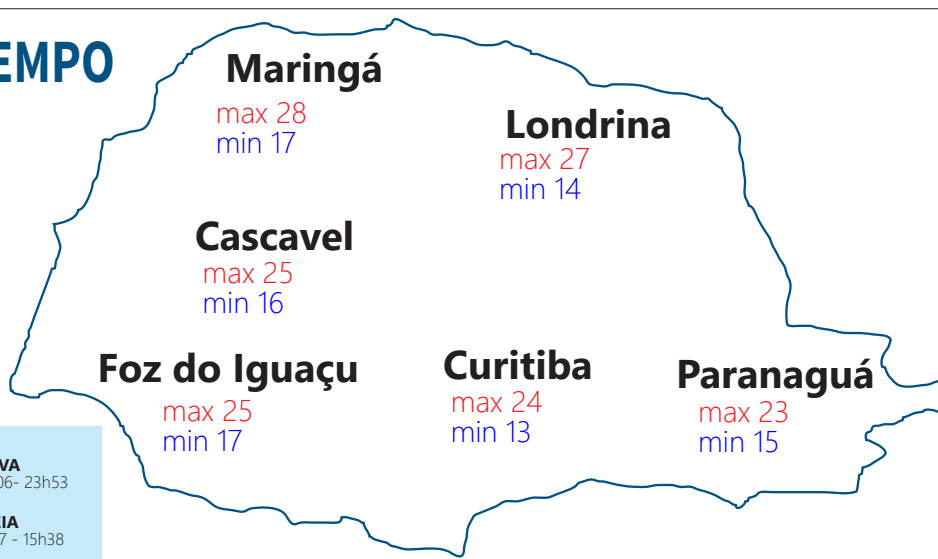 EMPO
Maringá
max 28
min 17
Londrina
max 27
min 14
Cascavel
max 25
min 16
Foz do Iguaçu
max 25
min 17
Curitiba
max 24
min 13
Paranaguá
max 23
min 15
VA
06- 23h53
EIA
7 - 15h38